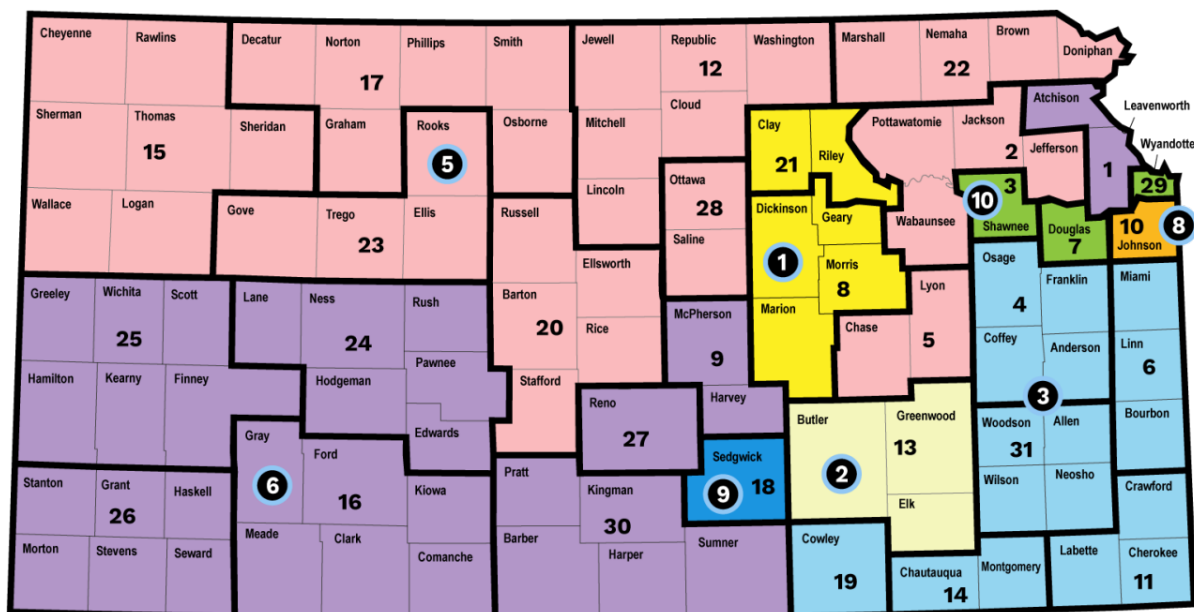 Cheyenne
Rawlins
Decatur
Norton
Phillips
Smith
Jewell
Republic
Washington
Marshall
Nemaha
Brown
Doniphan
17
12
22
Sherman
Thomas
Sheridan
Graham
Rooks
Osborne
Mitchell
Cloud
Clay
Riley
Pottawatomie
Jackson
Atchison
Leavenworth
Jefferson
Wyandotte
15
5
21
2
1
29
Wallace
Logan
Gove
Trego
Ellis
Russell
Lincoln
Ottawa
28
Saline
Dickinson
Geary
Wabaunsee
10
3
Shawnee
Douglas
7
10
Johnson
8
23
Ellsworth
1
Morris
8
Lyon
Osage
4
Franklin
Miami
Greeley
Wichita
Scott
Lane
Ness
Rush
Barton
20
Rice
McPherson
9
Marion
Chase
5
Coffey
Anderson
Linn
6
25
24
Pawnee
Hamilton
Kearny
Finney
Hodgeman
Edwards
Stafford
Reno
27
Harvey
Butler
Greenwood
13
3
Woodson
31
Allen
Bourbon
Gray
6
Ford
16
Kiowa
Pratt
Kingman
30
Sedgwick
9
18
2
Elk
Wilson
Neosho
Crawford
Stanton
Grant
26
Haskell
Meade
Clark
Comanche
Barber
Harper
Sumner
Cowley
19
Chautauqua
14
Montgomery
Labette
Cherokee
11
Morton
Stevens
Seward